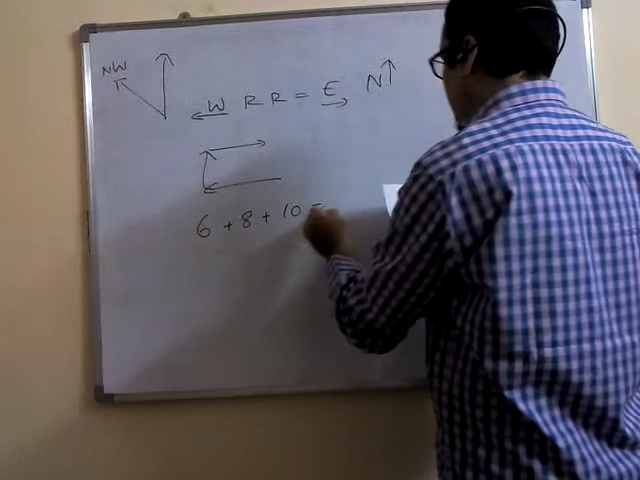 NW
W R R = E N
6 + 8 + 10 =